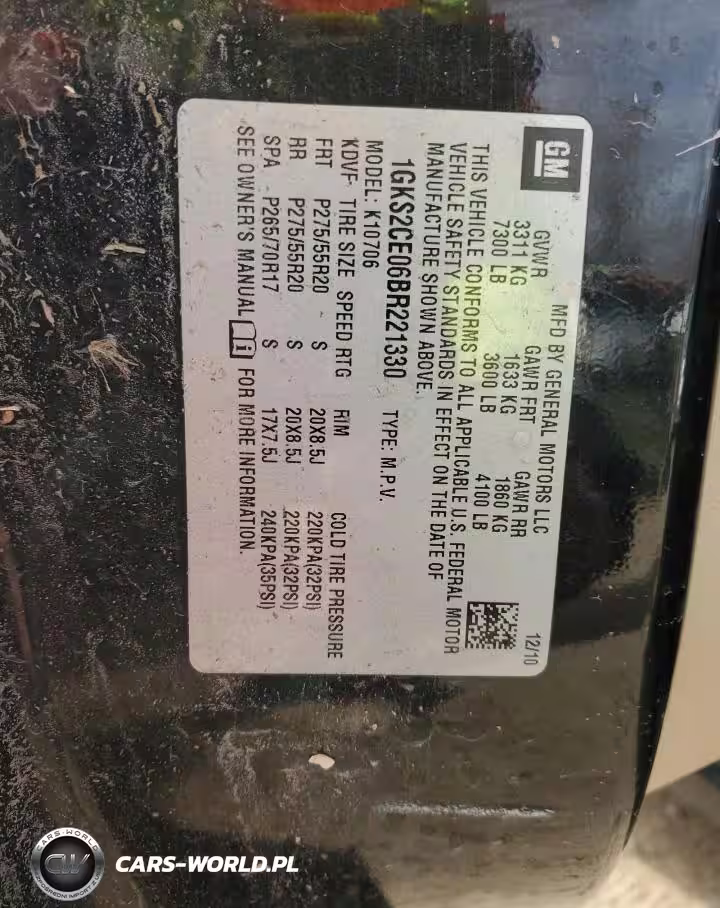 GM
MFD BY GENERAL MOTORS LLC 12/10
GVWR GAWR FRT GAWR RR
3311 KG 1633 KG 1860 KG
7300 LB 3600 LB 4100 LB
THIS VEHICLE CONFORMS TO ALL APPLICABLE U.S. FEDERAL MOTOR
VEHICLE SAFETY STANDARDS IN EFFECT ON THE DATE OF
MANUFACTURE SHOWN ABOVE.
1GKS2CE06BR221330 TYPE: M.P.V.
MODEL: K10706
KDVF- TIRE SIZE SPEED RTG RIM COLD TIRE PRESSURE
FRT P275/55R20 S 20X8.5J 220KPA(32PSI)
RR P275/55R20 S 20X8.5J 220KPA(32PSI)
SPA P265/70R17 S 17X7.5J 240KPA(35PSI)
SEE OWNER'S MANUAL i FOR MORE INFORMATION.
CARS-WORLD
CW
CARS-WORLD.PL